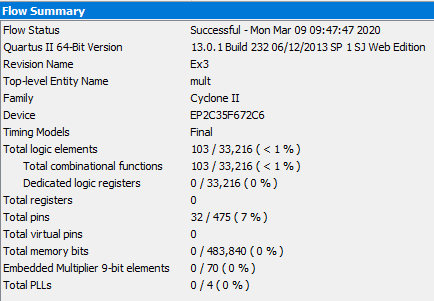 Flow Summary
Flow Status Successful - Mon Mar 09 09:47:47 2020
Quartus II 64-Bit Version 13.0.1 Build 232 06/12/2013 SP 1 SJ Web Edition
Revision Name Ex3
Top-level Entity Name mult
Family Cyclone II
Device EP2C35F672C6
Timing Models Final
Total logic elements 103 / 33,216 ( < 1 % )
Total combinational functions 103 / 33,216 ( < 1 % )
Dedicated logic registers 0 / 33,216 ( 0 % )
Total registers 0
Total pins 32 / 475 ( 7 % )
Total virtual pins 0
Total memory bits 0 / 483,840 ( 0 % )
Embedded Multiplier 9-bit elements 0 / 70 ( 0 % )
Total PLLs 0 / 4 ( 0 % )